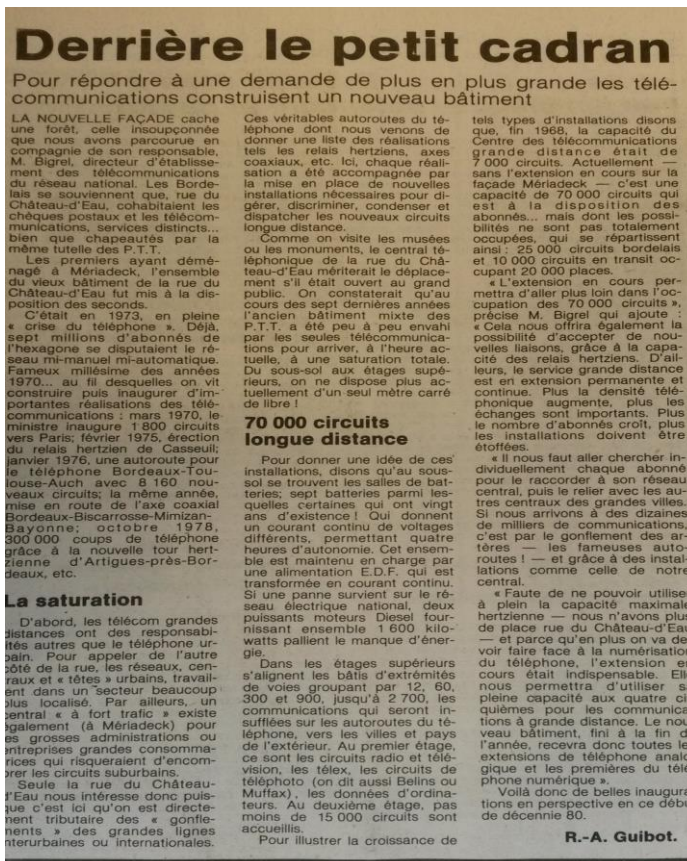 Derrière le petit cadran
Pour répondre à une demande de plus en plus grande les télé-
communications construisent un nouveau bâtiment
LA NOUVELLE FAÇADE cache
une forêt, celle insoupçonnée
que nous avons parcourue en
compagnie de son responsable,
M. Bigrel, directeur d'établisse-
ment des télécommunications
du réseau national. Les Borde-
lais se souviennent que, rue du
Château-d'Eau, cohabitaient les
chèques postaux et les télécom-
munications, services distincts...
bien que chapeautés par la
même tutelle des P.T.T.
Les premiers ayant démé-
nagé à Mériadeck, l'ensemble
du vieux bâtiment de la rue du
Château-d'Eau fut mis à la dis-
position des seconds.
C'était en 1973, en pleine
« crise du téléphone ». Déjà,
sept millions d'abonnés de
l'hexagone se disputaient le ré-
seau mi-manuel mi-automatique.
Fameux millésime des années
1970... au fil desquelles on vit
construire puis inaugurer d'im-
portantes réalisations des télé-
communications : mars 1970, le
ministre inaugure 1 800 circuits
vers Paris; février 1975, érection
du relais hertzien de Casseuil;
janvier 1976, une autoroute pour
le téléphone Bordeaux-Tou-
louse-Auch avec 8 160 nou-
veaux circuits; la même année,
mise en route de l'axe coaxial
Bordeaux-Biscarrosse-Mimizan-
Bayonne; octobre 1978,
300 000 coups de téléphone
grâce à la nouvelle tour hert-
zienne d'Artigues-près-Bor-
deaux, etc.
La saturation
D'abord, les télécom grandes
distances ont des responsabi-
lités autres que le téléphone ur-
bain. Pour appeler de l'autre
côté de la rue, les réseaux, cen-
traux et « têtes » urbains, travail-
lent dans un secteur beaucoup
plus localisé. Par ailleurs, un
central « à fort trafic » existe
également (à Mériadeck) pour
les grosses administrations ou
entreprises grandes consomma-
trices qui risqueraient d'encom-
brer les circuits suburbains.
Seule la rue du Château-
d'Eau nous intéresse donc puis-
que c'est ici qu'on est directe-
ment tributaire des « gonfle-
ments » des grandes lignes
interurbaines ou internationales.
Ces véritables autoroutes du té-
léphone dont nous venons de
donner une liste des réalisations
tels les relais hertziens, axes
coaxiaux, etc. Ici, chaque réali-
sation a été accompagnée par
la mise en place de nouvelles
installations nécessaires pour di-
gérer, discriminer, condenser et
dispatcher les nouveaux circuits
longue distance.
Comme on visite les musées
ou les monuments, le central té-
léphonique de la rue du Châ-
teau-d'Eau mériterait le déplace-
ment s'il était ouvert au grand
public. On constaterait qu'au
cours des sept dernières années
l'ancien bâtiment mixte des
P.T.T. a été peu à peu envahi
par les seules télécommunica-
tions pour arriver, à l'heure ac-
tuelle, à une saturation totale.
Du sous-sol aux étages supé-
rieurs, on ne dispose plus ac-
tuellement d'un seul mètre carré
de libre !
70 000 circuits
longue distance
Pour donner une idée de ces
installations, disons qu'au sous-
sol se trouvent les salles de bat-
teries; sept batteries parmi les-
quelles certaines qui ont vingt
ans d'existence ! Qui donnent
un courant continu de voltages
différents, permettant quatre
heures d'autonomie. Cet ensem-
ble est maintenu en charge par
une alimentation E.D.F. qui est
transformée en courant continu.
Si une panne survient sur le ré-
seau électrique national, deux
puissants moteurs Diesel four-
nissant ensemble 1 600 kilo-
watts pallient le manque d'éner-
gie.
Dans les étages supérieurs
s'alignent les bâtis d'extrémités
de voies groupant par 12, 60,
300 et 900, jusqu'à 2 700, les
communications qui seront in-
sufflées sur les autoroutes du té-
léphone, vers les villes et pays
de l'extérieur. Au premier étage,
ce sont les circuits radio et télé-
vision, les télex, les circuits de
téléphoto (on dit aussi Belins ou
Muffax), les données d'ordina-
teurs. Au deuxième étage, pas
moins de 15 000 circuits sont
accueillis.
Pour illustrer la croissance de
tels types d'installations disons
que, fin 1968, la capacité du
Centre des télécommunications
grande distance était de
7 000 circuits. Actuellement —
sans l'extension en cours sur la
façade Mériadeck — c'est une
capacité de 70 000 circuits qui
est à la disposition des
abonnés... mais dont les possi-
bilités ne sont pas totalement
occupées, qui se répartissent
ainsi : 25 000 circuits bordelais
et 10 000 circuits en transit oc-
cupant 20 000 places.
« L'extension en cours per-
mettra d'aller plus loin dans l'oc-
cupation des 70 000 circuits »,
précise M. Bigrel qui ajoute :
« Cela nous offrira également la
possibilité d'accepter de nou-
velles liaisons, grâce à la capa-
cité des relais hertziens. D'ail-
leurs, le service grande distance
est en extension permanente et
continue. Plus la densité télé-
phonique augmente, plus les
échanges sont importants. Plus
le nombre d'abonnés croît, plus
les installations doivent être
étoffées.
« Il nous faut aller chercher in-
dividuellement chaque abonné
pour le raccorder à son réseau
central, puis le relier avec les au-
tres centraux des grandes villes.
Si nous arrivons à des dizaines
de milliers de communications,
c'est par le gonflement des ar-
tères — les fameuses auto-
routes ! — et grâce à des instal-
lations comme celle de notre
central.
« Faute de ne pouvoir utilise
à plein la capacité maximale
hertzienne — nous n'avons plus
de place rue du Château-d'Eau
— et parce qu'en plus on va de
voir faire face à la numérisatio
du téléphone, l'extension e
cours était indispensable. Ell
nous permettra d'utiliser s
pleine capacité aux quatre ci
quièmes pour les communica
tions à grande distance. Le nou
veau bâtiment, fini à la fin d
l'année, recevra donc toutes le
extensions de téléphone analo
gique et les premières du télé
phone numérique ».
Voilà donc de belles inaugura
tions en perspective en ce débu
de décennie 80.
R.-A. Guibot.